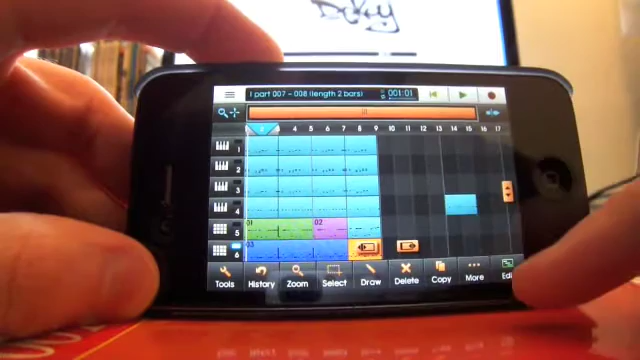 1 part 007 - 008 (length 2 bars) 001:01
2 4 5 6 7 8 9 10 11 12 13 14 15 16 17
1
2
3
4
01 02 5
03 6
Tools History Zoom Select Draw Delete Copy More Edi